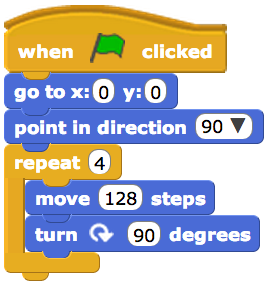 when clicked
go to x: 0 y: 0
point in direction 90
repeat 4
move 128 steps
turn 90 degrees